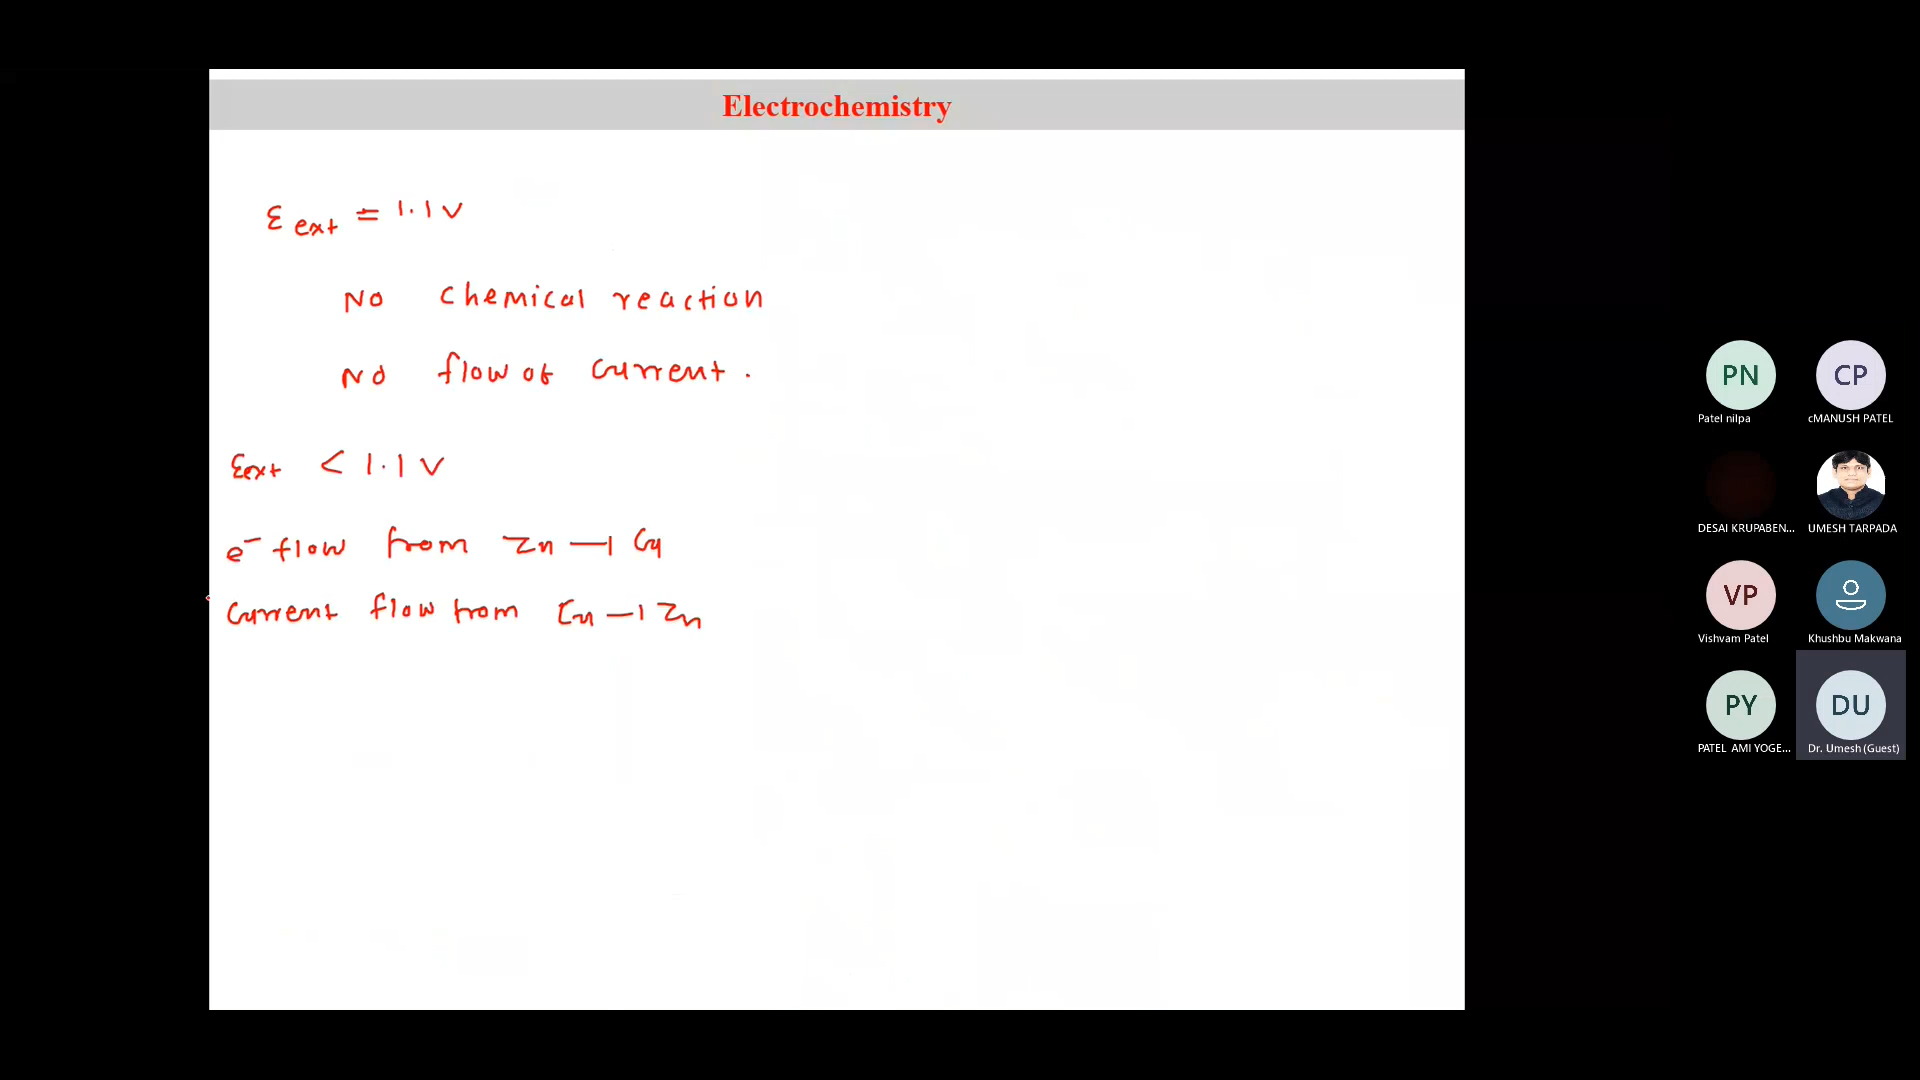 Electrochemistry
Ɛ ext = 1.1 V
No chemical reaction
No flow of current.
Ɛext < 1.1 V
e⁻ flow from Zn → Cu
Current flow from Cu → Zn
PN
Patel nilpa
CP
cMANUSH PATEL
DESAI KRUPABEN...
UMESH TARPADA
VP
Vishvam Patel
Khushbu Makwana
PY
PATEL AMI YOGE...
DU
Dr. Umesh (Guest)